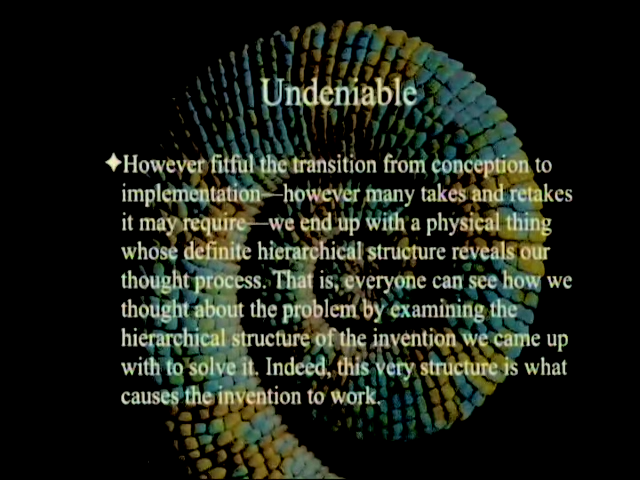 Undeniable
✦However fitful the transition from conception to
implementation—however many takes and retakes
it may require—we end up with a physical thing
whose definite hierarchical structure reveals our
thought process. That is, everyone can see how we
thought about the problem by examining the
hierarchical structure of the invention we came up
with to solve it. Indeed, this very structure is what
causes the invention to work.